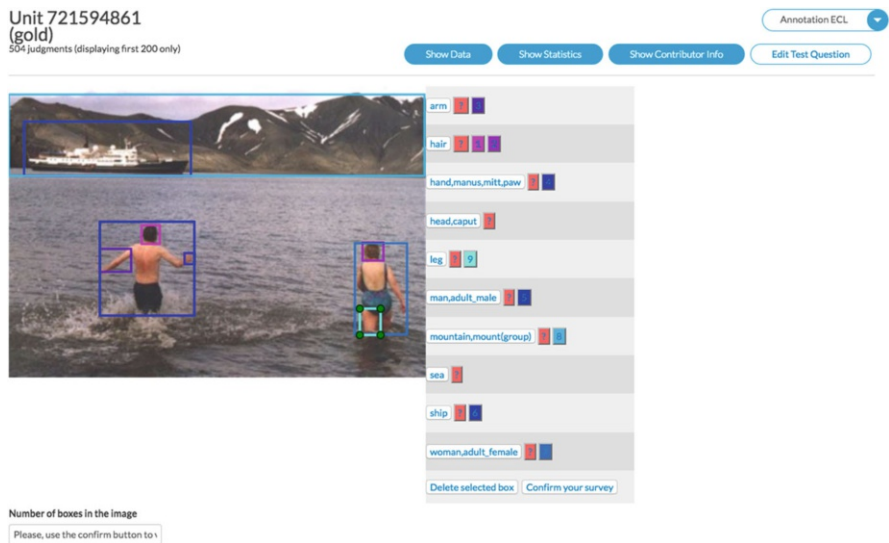 Unit 721594861
(gold)
504 judgments (displaying first 200 only)
Annotation ECL
Show Data
Show Statistics
Show Contributor Info
Edit Test Question
arm ?
hair ?
hand,manus,mitt,paw ?
head,caput ?
leg ? 9
man,adult_male ?
mountain,mount(group) ? 8
sea ?
ship ? 6
woman,adult_female ?
Delete selected box Confirm your survey
Number of boxes in the image
Please, use the confirm button to